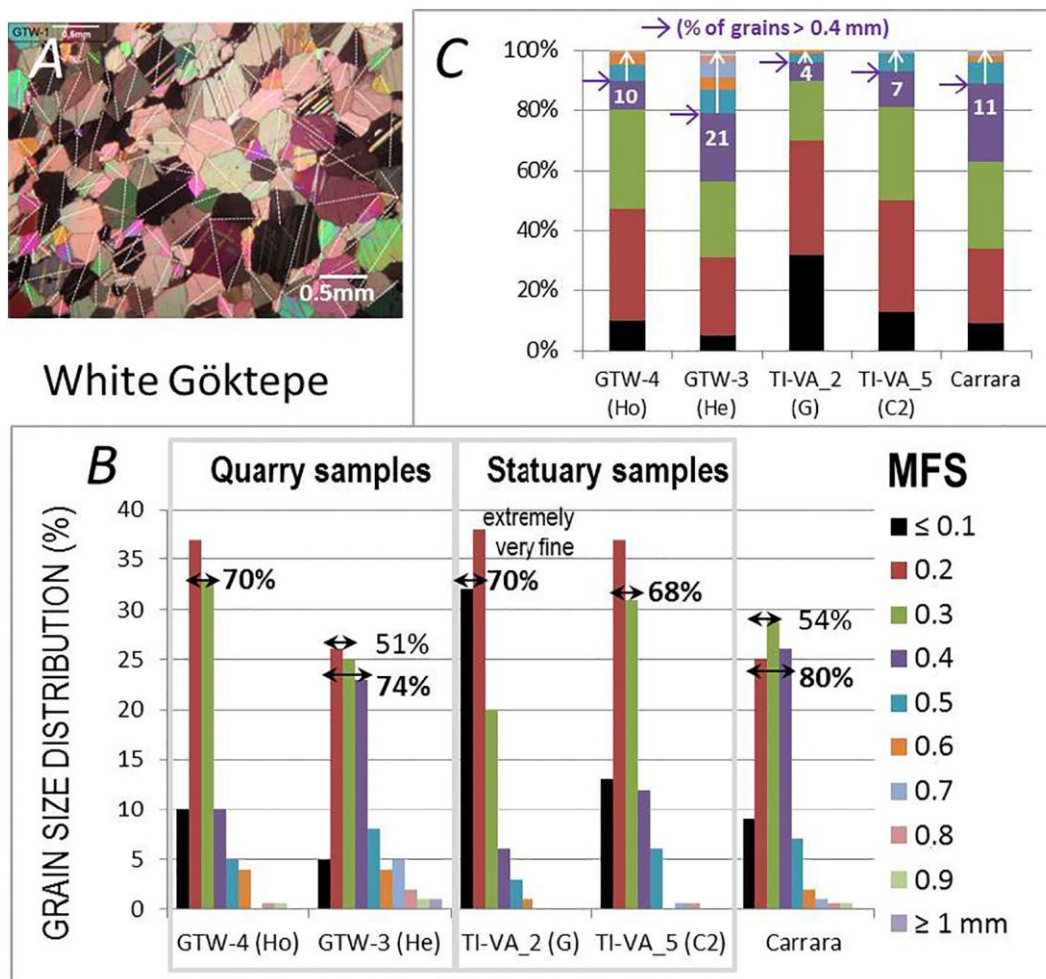 GTW-1
0.5mm
A
0.5mm
White Göktepe
C
(% of grains > 0.4 mm)
100%
80%
60%
40%
20%
0%
10
21
4
7
11
GTW-4 (Ho)
GTW-3 (He)
TI-VA_2 (G)
TI-VA_5 (C2)
Carrara
B
Quarry samples
Statuary samples
GRAIN SIZE DISTRIBUTION (%)
40
35
30
25
20
15
10
5
0
extremely
very fine
70%
51%
74%
70%
68%
54%
80%
GTW-4 (Ho)
GTW-3 (He)
TI-VA_2 (G)
TI-VA_5 (C2)
Carrara
MFS
≤ 0.1
0.2
0.3
0.4
0.5
0.6
0.7
0.8
0.9
≥ 1 mm